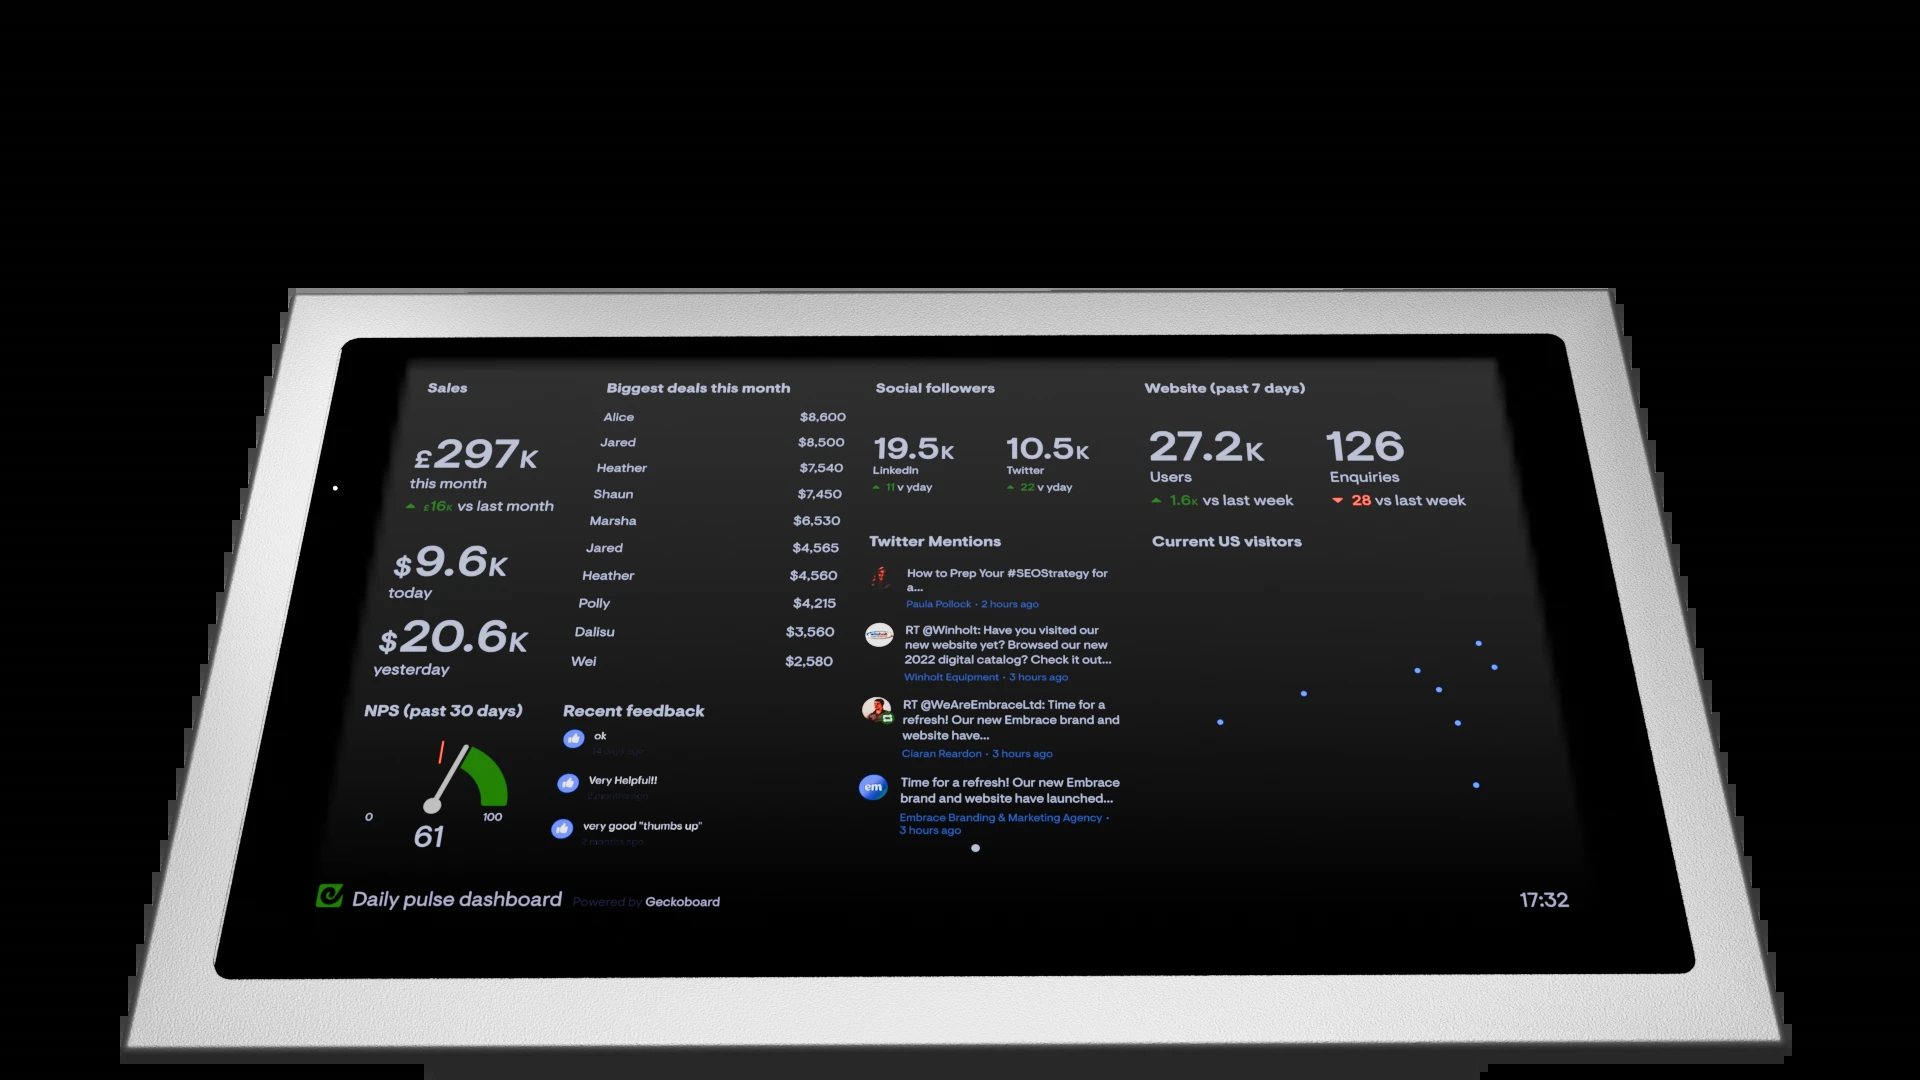 Sales
£297K
this month
£16K vs last month
$9.6K
today
$20.6K
yesterday
Biggest deals this month
Alice $8,600
Jared $8,500
Heather $7,540
Shaun $7,450
Marsha $6,530
Jared $4,565
Heather $4,560
Polly $4,215
Dalisu $3,560
Wei $2,580
Social followers
19.5K
LinkedIn
11 v yday
10.5K
Twitter
22 v yday
Website (past 7 days)
27.2K
Users
1.6K vs last week
126
Enquiries
28 vs last week
Twitter Mentions
How to Prep Your #SEOStrategy for
a...
Paula Pollock · 2 hours ago
RT @Winholt: Have you visited our
new website yet? Browsed our new
2022 digital catalog? Check it out...
Winholt Equipment · 3 hours ago
RT @WeAreEmbraceLtd: Time for a
refresh! Our new Embrace brand and
website have...
Ciaran Reardon · 3 hours ago
em
Time for a refresh! Our new Embrace
brand and website have launched...
Embrace Branding & Marketing Agency ·
3 hours ago
Current US visitors
NPS (past 30 days)
0
100
61
Recent feedback
ok
Very Helpful!!
2 months ago
very good "thumbs up"
2 months ago
Daily pulse dashboard Powered by Geckoboard
17:32